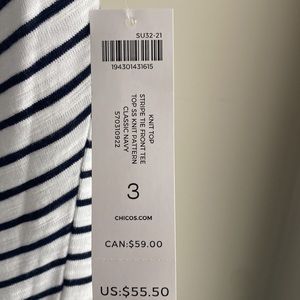 SU32-21
194301431615
KNIT TOP
STRIPE TIE FRONT TEE
TOP SS KNIT PATTERN
CLASSIC NAVY
570310922
3
CHICOS.COM
CAN:$59.00
US:$55.50